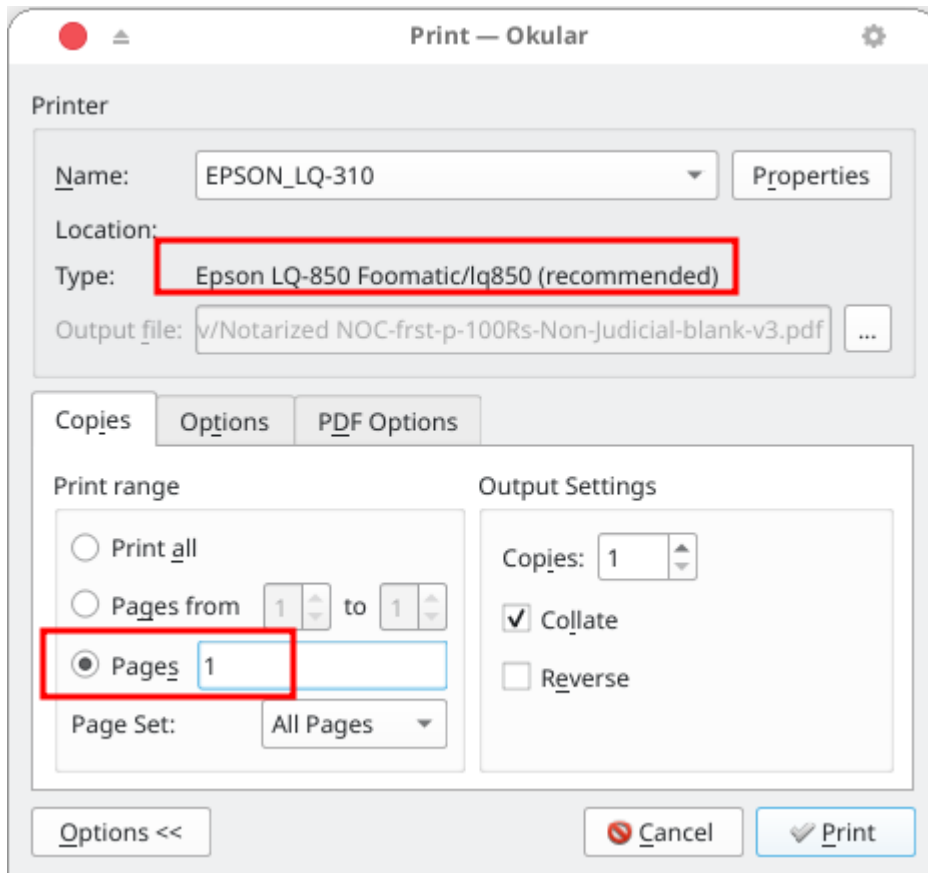 Print — Okular
Printer
Name: EPSON_LQ-310 Properties
Location:
Type: Epson LQ-850 Foomatic/lq850 (recommended)
Output file: v/Notarized NOC-frst-p-100Rs-Non-Judicial-blank-v3.pdf ...
Copies Options PDF Options
Print range Output Settings
Print all
Copies: 1
Pages from 1 to 1
Collate
Pages 1
Reverse
Page Set: All Pages
Options << Cancel Print